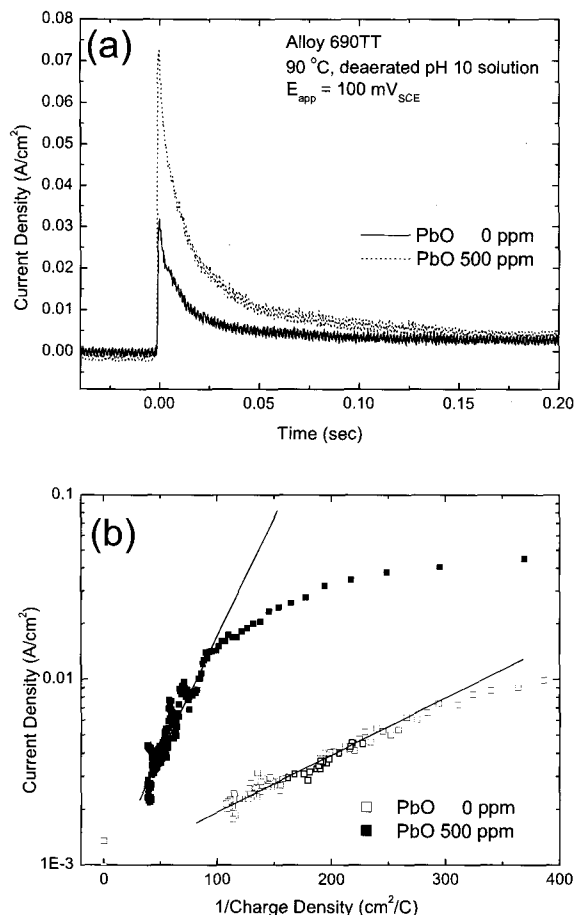 (a)
Alloy 690TT
90 °C, deaerated pH 10 solution
E_app = 100 mV_SCE
PbO 0 ppm
PbO 500 ppm
0.08
0.07
0.06
0.05
0.04
0.03
0.02
0.01
0.00
Current Density (A/cm²)
0.00 0.05 0.10 0.15 0.20
Time (sec)
(b)
0.1
0.01
1E-3
Current Density (A/cm²)
PbO 0 ppm
PbO 500 ppm
0 100 200 300 400
1/Charge Density (cm²/C)